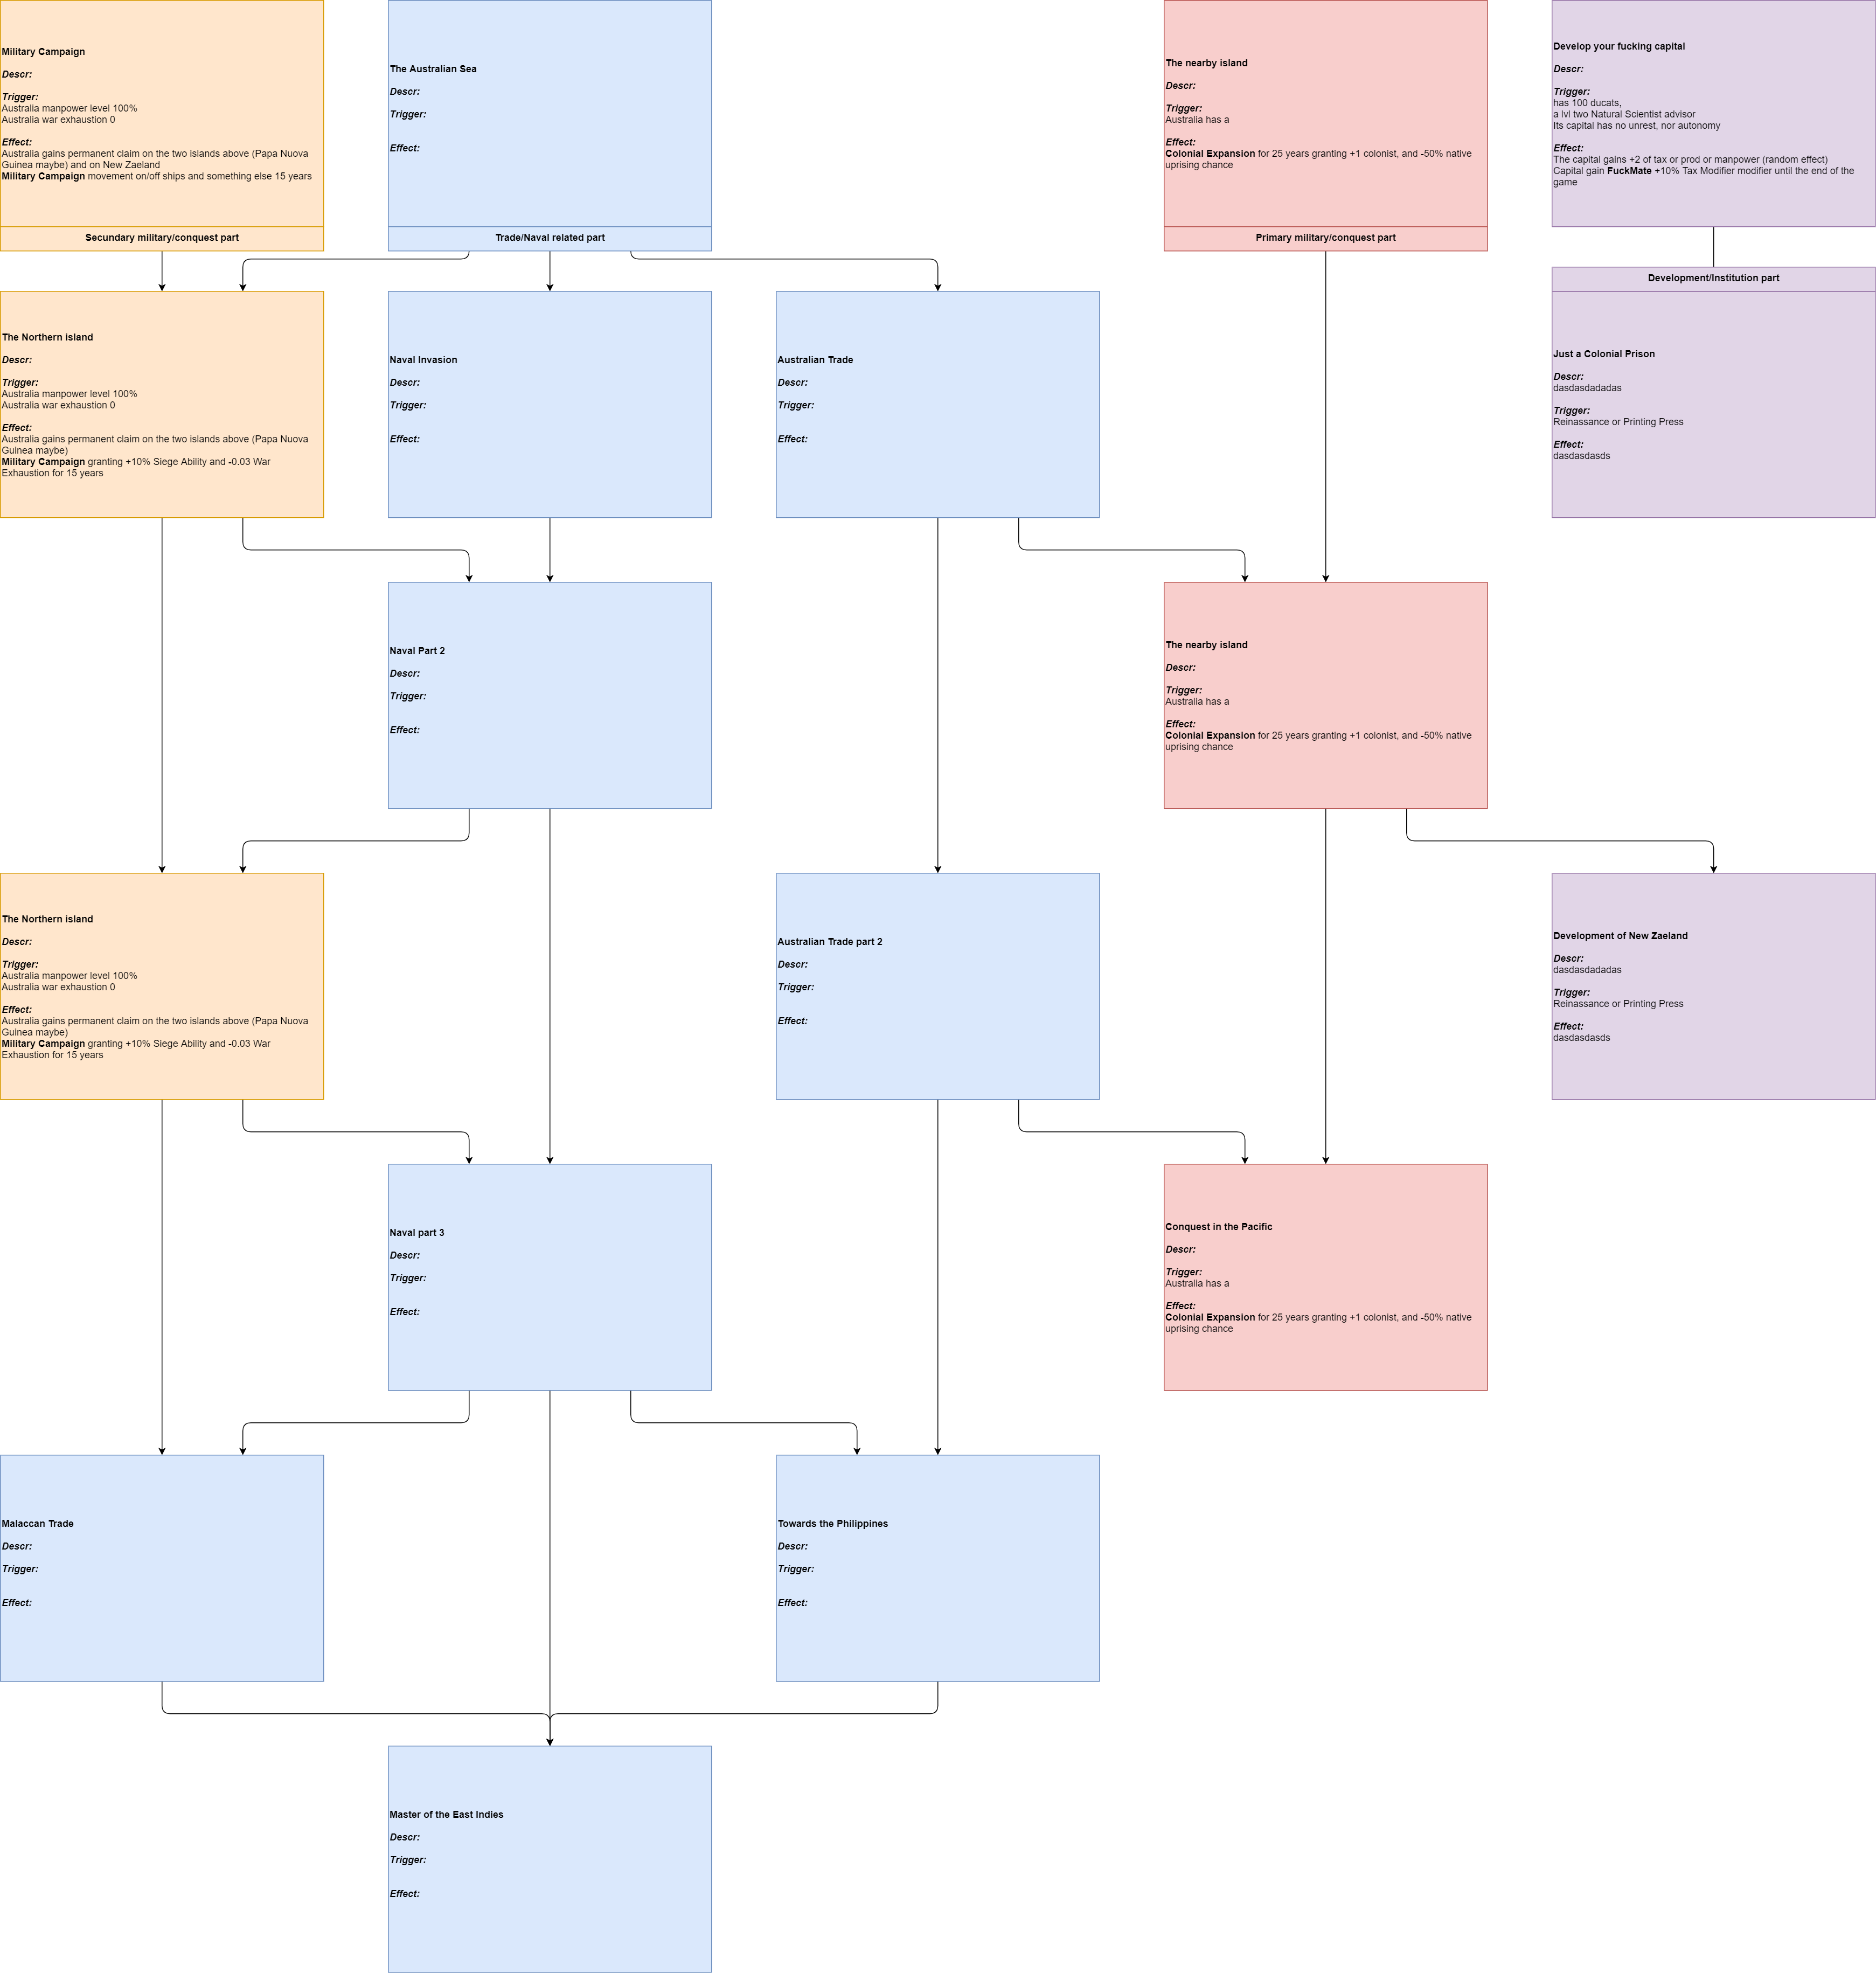 Military Campaign
Descr:
Trigger:
Australia manpower level 100%
Australia war exhaustion 0
Effect:
Australia gains permanent claim on the two islands above (Papa Nuova
Guinea maybe) and on New Zaeland
Military Campaign movement on/off ships and something else 15 years
Secundary military/conquest part
The Australian Sea
Descr:
Trigger:
Effect:
Trade/Naval related part
The nearby island
Descr:
Trigger:
Australia has a
Effect:
Colonial Expansion for 25 years granting +1 colonist, and -50% native
uprising chance
Primary military/conquest part
Develop your fucking capital
Descr:
Trigger:
has 100 ducats,
a lvl two Natural Scientist advisor
Its capital has no unrest, nor autonomy
Effect:
The capital gains +2 of tax or prod or manpower (random effect)
Capital gain FuckMate +10% Tax Modifier modifier until the end of the
game
Development/Institution part
The Northern island
Descr:
Trigger:
Australia manpower level 100%
Australia war exhaustion 0
Effect:
Australia gains permanent claim on the two islands above (Papa Nuova
Guinea maybe)
Military Campaign granting +10% Siege Ability and -0.03 War
Exhaustion for 15 years
Naval Invasion
Descr:
Trigger:
Effect:
Australian Trade
Descr:
Trigger:
Effect:
Just a Colonial Prison
Descr:
dasdasdadadas
Trigger:
Reinassance or Printing Press
Effect:
dasdasdasds
Naval Part 2
Descr:
Trigger:
Effect:
The nearby island
Descr:
Trigger:
Australia has a
Effect:
Colonial Expansion for 25 years granting +1 colonist, and -50% native
uprising chance
The Northern island
Descr:
Trigger:
Australia manpower level 100%
Australia war exhaustion 0
Effect:
Australia gains permanent claim on the two islands above (Papa Nuova
Guinea maybe)
Military Campaign granting +10% Siege Ability and -0.03 War
Exhaustion for 15 years
Australian Trade part 2
Descr:
Trigger:
Effect:
Development of New Zaeland
Descr:
dasdasdadadas
Trigger:
Reinassance or Printing Press
Effect:
dasdasdasds
Naval part 3
Descr:
Trigger:
Effect:
Conquest in the Pacific
Descr:
Trigger:
Australia has a
Effect:
Colonial Expansion for 25 years granting +1 colonist, and -50% native
uprising chance
Malaccan Trade
Descr:
Trigger:
Effect:
Towards the Philippines
Descr:
Trigger:
Effect:
Master of the East Indies
Descr:
Trigger:
Effect: